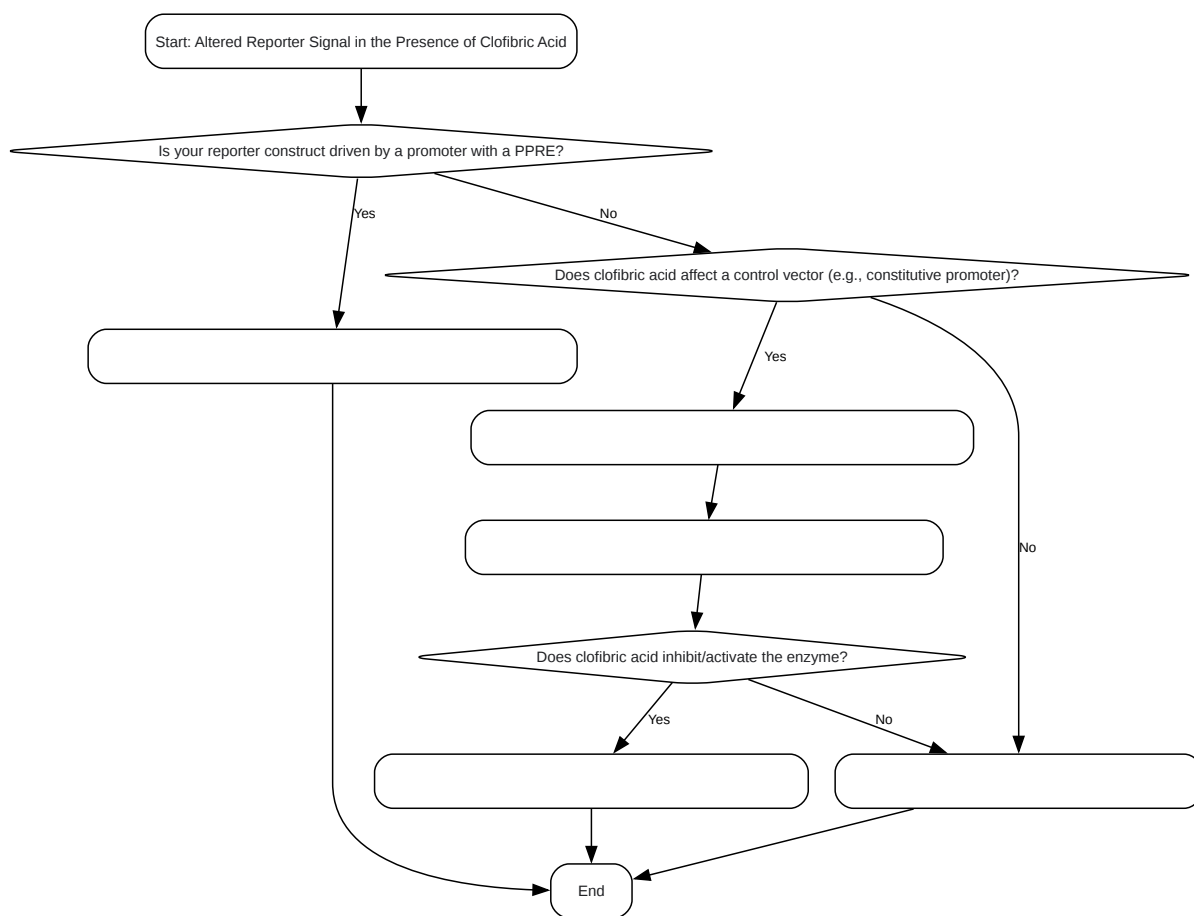 Start: Altered Reporter Signal in the Presence of Clofibric Acid
Is your reporter construct driven by a promoter with a PPRE?
Yes
No
Does clofibric acid affect a control vector (e.g., constitutive promoter)?
Yes
No
Does clofibric acid inhibit/activate the enzyme?
Yes
No
End